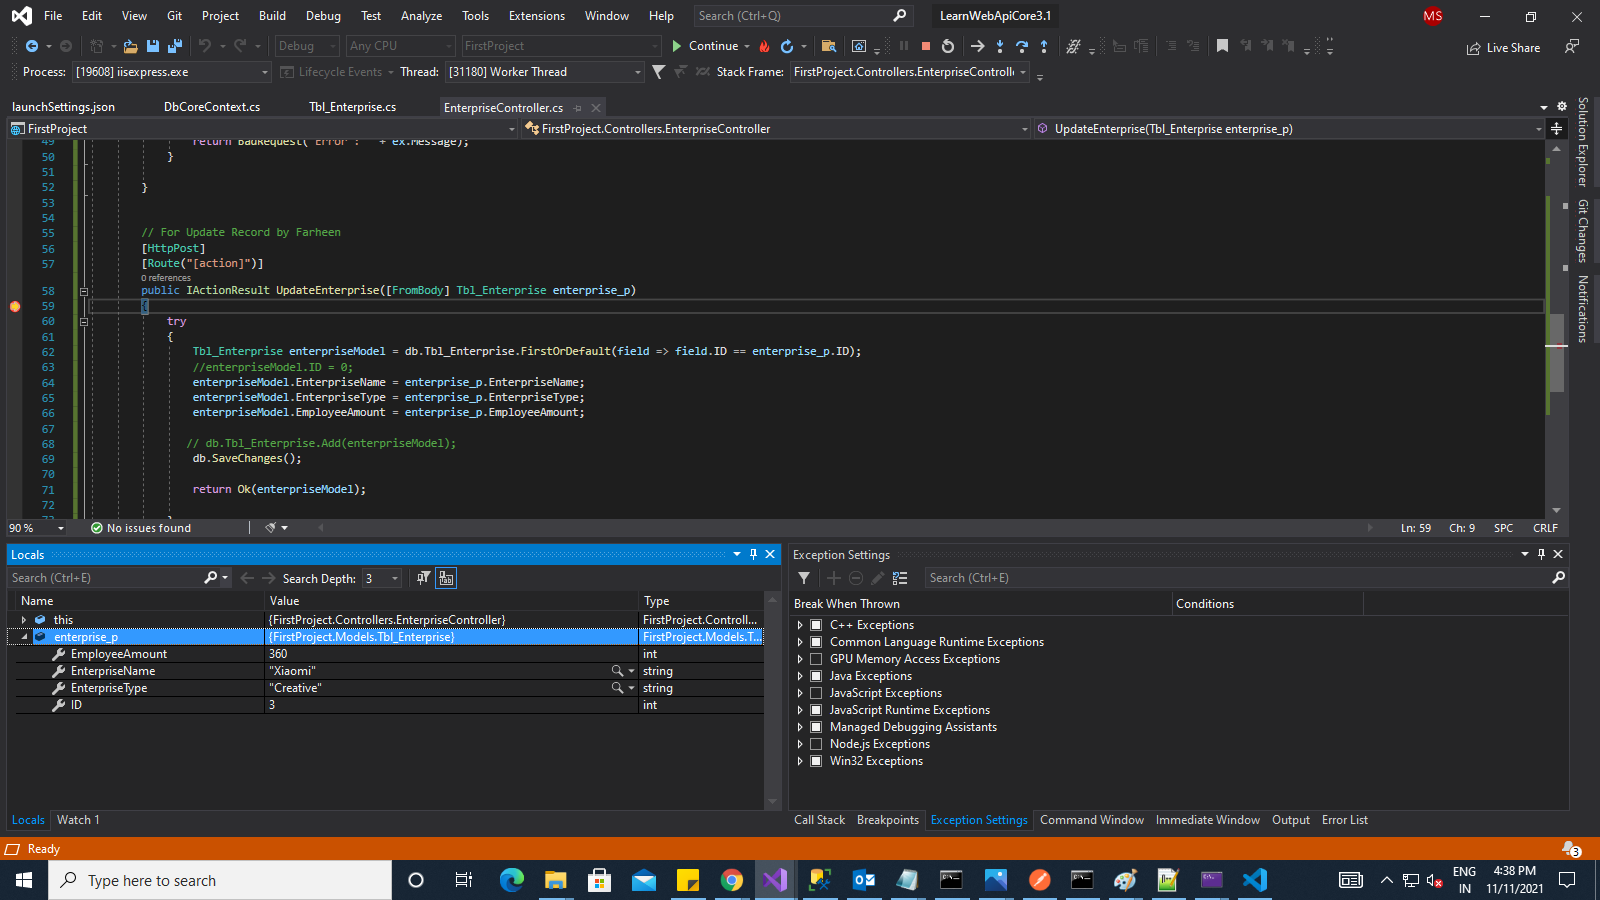 File Edit View Git Project Build Debug Test Analyze Tools Extensions Window Help Search (Ctrl+Q) LearnWebApiCore3.1 MS
Debug Any CPU FirstProject Continue Live Share
Process: [19608] iisexpress.exe Lifecycle Events Thread: [31180] Worker Thread Stack Frame: FirstProject.Controllers.EnterpriseControlle
launchSettings.json DbCoreContext.cs Tbl_Enterprise.cs EnterpriseController.cs
FirstProject FirstProject.Controllers.EnterpriseController UpdateEnterprise(Tbl_Enterprise enterprise_p)
49 return BadRequest("Error : " + ex.Message);
50 }
51
52 }
53
54
55 // For Update Record by Farheen
56 [HttpPost]
57 [Route("[action]")]
0 references
58 public IActionResult UpdateEnterprise([FromBody] Tbl_Enterprise enterprise_p)
59 {
60 try
61 {
62 Tbl_Enterprise enterpriseModel = db.Tbl_Enterprise.FirstOrDefault(field => field.ID == enterprise_p.ID);
63 //enterpriseModel.ID = 0;
64 enterpriseModel.EnterpriseName = enterprise_p.EnterpriseName;
65 enterpriseModel.EnterpriseType = enterprise_p.EnterpriseType;
66 enterpriseModel.EmployeeAmount = enterprise_p.EmployeeAmount;
67
68 // db.Tbl_Enterprise.Add(enterpriseModel);
69 db.SaveChanges();
70
71 return Ok(enterpriseModel);
72
90 % No issues found Ln: 59 Ch: 9 SPC CRLF
Solution Explorer
Git Changes
Notifications
Locals
Search (Ctrl+E) Search Depth: 3
Name Value Type
this {FirstProject.Controllers.EnterpriseController} FirstProject.Controll...
enterprise_p {FirstProject.Models.Tbl_Enterprise} FirstProject.Models.T...
EmployeeAmount 360 int
EnterpriseName "Xiaomi" string
EnterpriseType "Creative" string
ID 3 int
Locals Watch 1
Exception Settings
Search (Ctrl+E)
Break When Thrown Conditions
C++ Exceptions
Common Language Runtime Exceptions
GPU Memory Access Exceptions
Java Exceptions
JavaScript Exceptions
JavaScript Runtime Exceptions
Managed Debugging Assistants
Node.js Exceptions
Win32 Exceptions
Call Stack Breakpoints Exception Settings Command Window Immediate Window Output Error List
Ready 3
Type here to search
ENG 4:38 PM
IN 11/11/2021